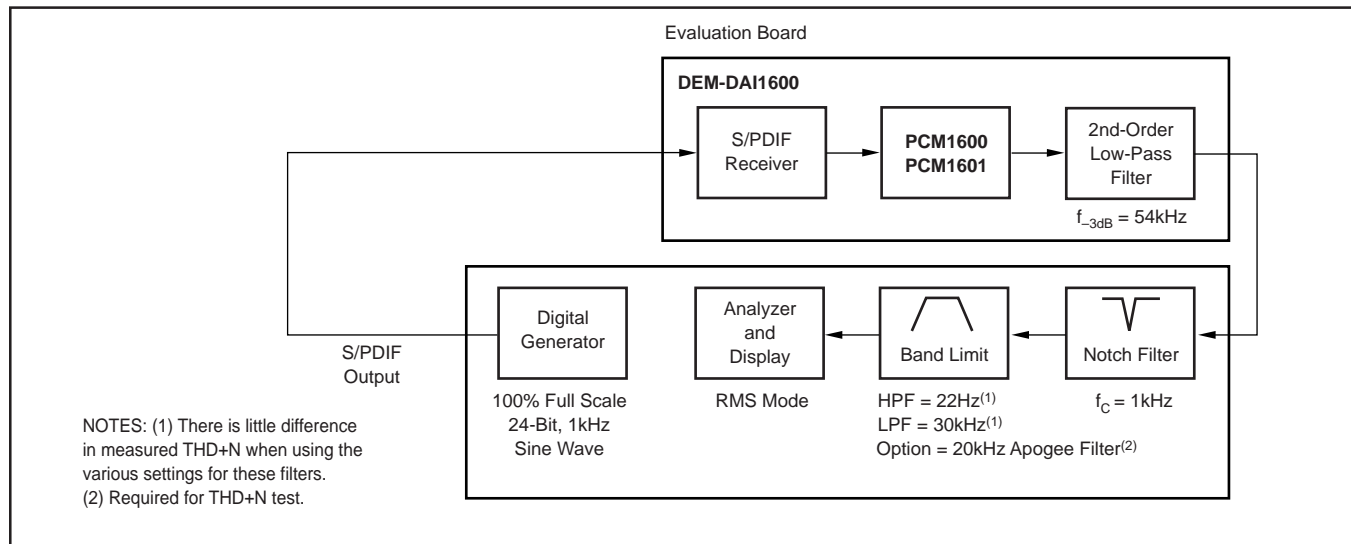 Evaluation Board
DEM-DAI1600
S/PDIF
Receiver
PCM1600
PCM1601
2nd-Order
Low-Pass
Filter
f–3dB = 54kHz
S/PDIF
Output
Digital
Generator
100% Full Scale
24-Bit, 1kHz
Sine Wave
Analyzer
and
Display
RMS Mode
Band Limit
HPF = 22Hz(1)
LPF = 30kHz(1)
Option = 20kHz Apogee Filter(2)
Notch Filter
fC = 1kHz
NOTES: (1) There is little difference
in measured THD+N when using the
various settings for these filters.
(2) Required for THD+N test.